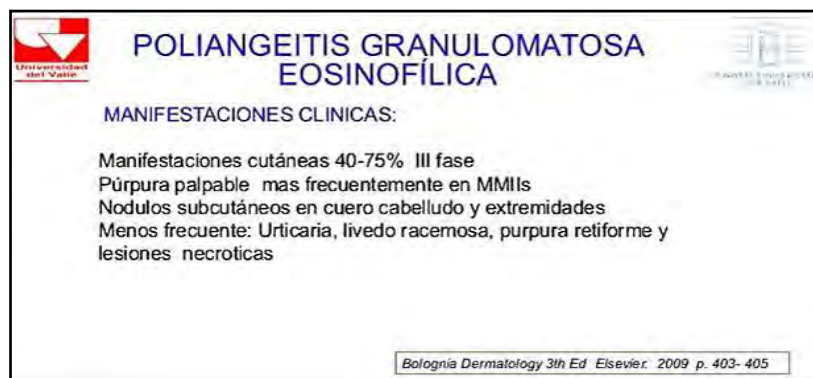 Universidad
del Valle
POLIANGEITIS GRANULOMATOSA
EOSINOFÍLICA
MANIFESTACIONES CLINICAS:
Manifestaciones cutáneas 40-75% III fase
Púrpura palpable mas frecuentemente en MMIIs
Nodulos subcutáneos en cuero cabelludo y extremidades
Menos frecuente: Urticaria, livedo racemosa, purpura retiforme y
lesiones necroticas
Bolognia Dermatology 3th Ed Elsevier. 2009 p. 403- 405